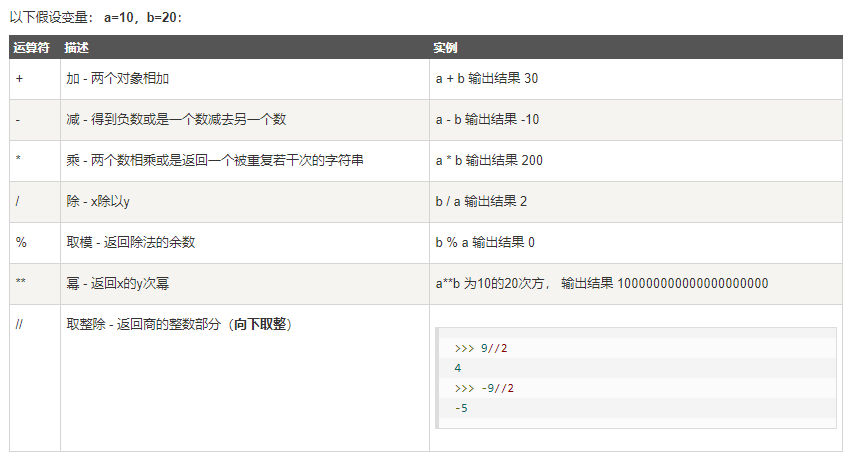 以下假设变量： a=10，b=20：
运算符 描述 实例
+ 加 - 两个对象相加 a + b 输出结果 30
- 减 - 得到负数或是一个数减去另一个数 a - b 输出结果 -10
* 乘 - 两个数相乘或是返回一个被重复若干次的字符串 a * b 输出结果 200
/ 除 - x除以y b / a 输出结果 2
% 取模 - 返回除法的余数 b % a 输出结果 0
** 幂 - 返回x的y次幂 a**b 为10的20次方， 输出结果 100000000000000000000
// 取整除 - 返回商的整数部分（向下取整）
>>> 9//2
4
>>> -9//2
-5